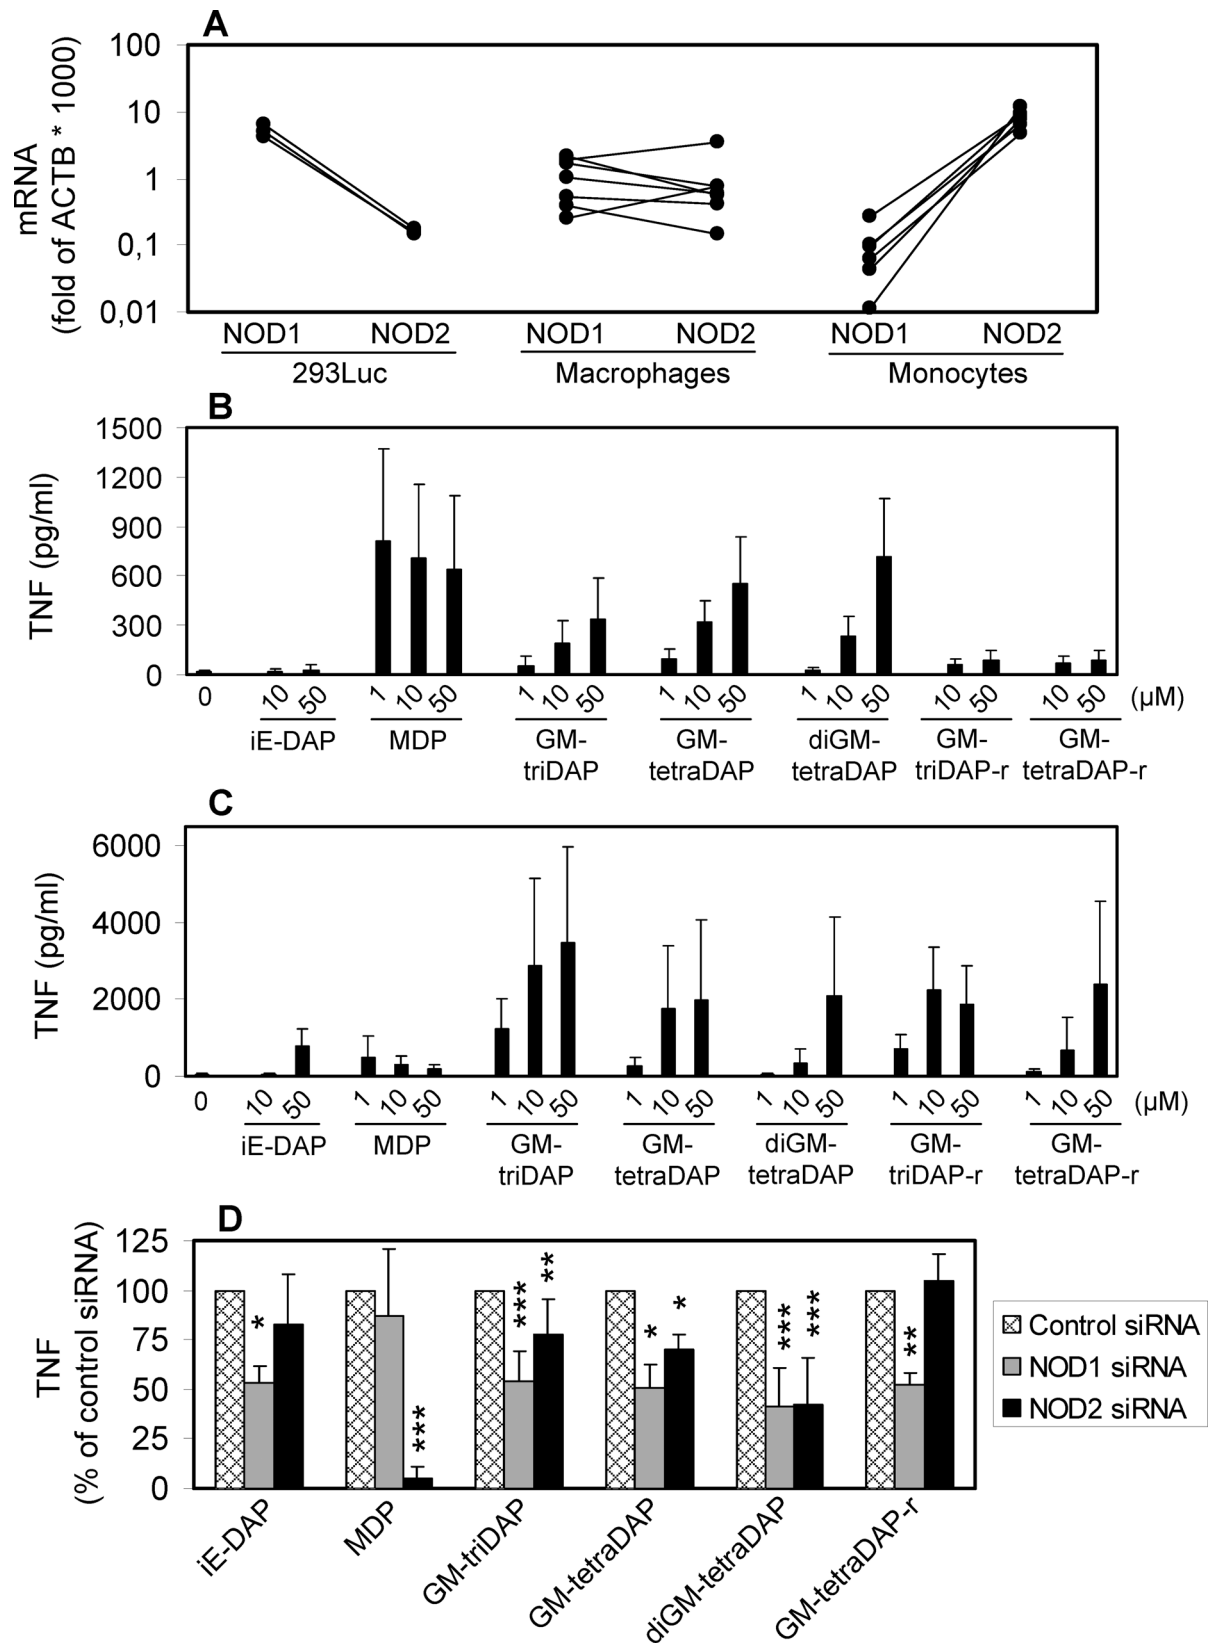 A
100
10
1
0,1
0,01
mRNA
(fold of ACTB * 1000)
NOD1 NOD2 NOD1 NOD2 NOD1 NOD2
293Luc Macrophages Monocytes
B
1500
1200
900
600
300
0
TNF (pg/ml)
0 10 50 1 10 50 1 10 50 1 10 50 1 10 50 10 50 10 50 (µM)
iE-DAP MDP GM- GM- diGM- GM- GM-
triDAP tetraDAP tetraDAP triDAP-r tetraDAP-r
C
6000
4000
2000
0
TNF (pg/ml)
0 10 50 1 10 50 1 10 50 1 10 50 1 10 50 1 10 50 1 10 50 (µM)
iE-DAP MDP GM- GM- diGM- GM- GM-
triDAP tetraDAP tetraDAP triDAP-r tetraDAP-r
D
125
100
75
50
25
0
TNF
(% of control siRNA)
* *** *** ** * * *** *** **
iE-DAP MDP GM-triDAP GM-tetraDAP diGM-tetraDAP GM-tetraDAP-r
Control siRNA
NOD1 siRNA
NOD2 siRNA